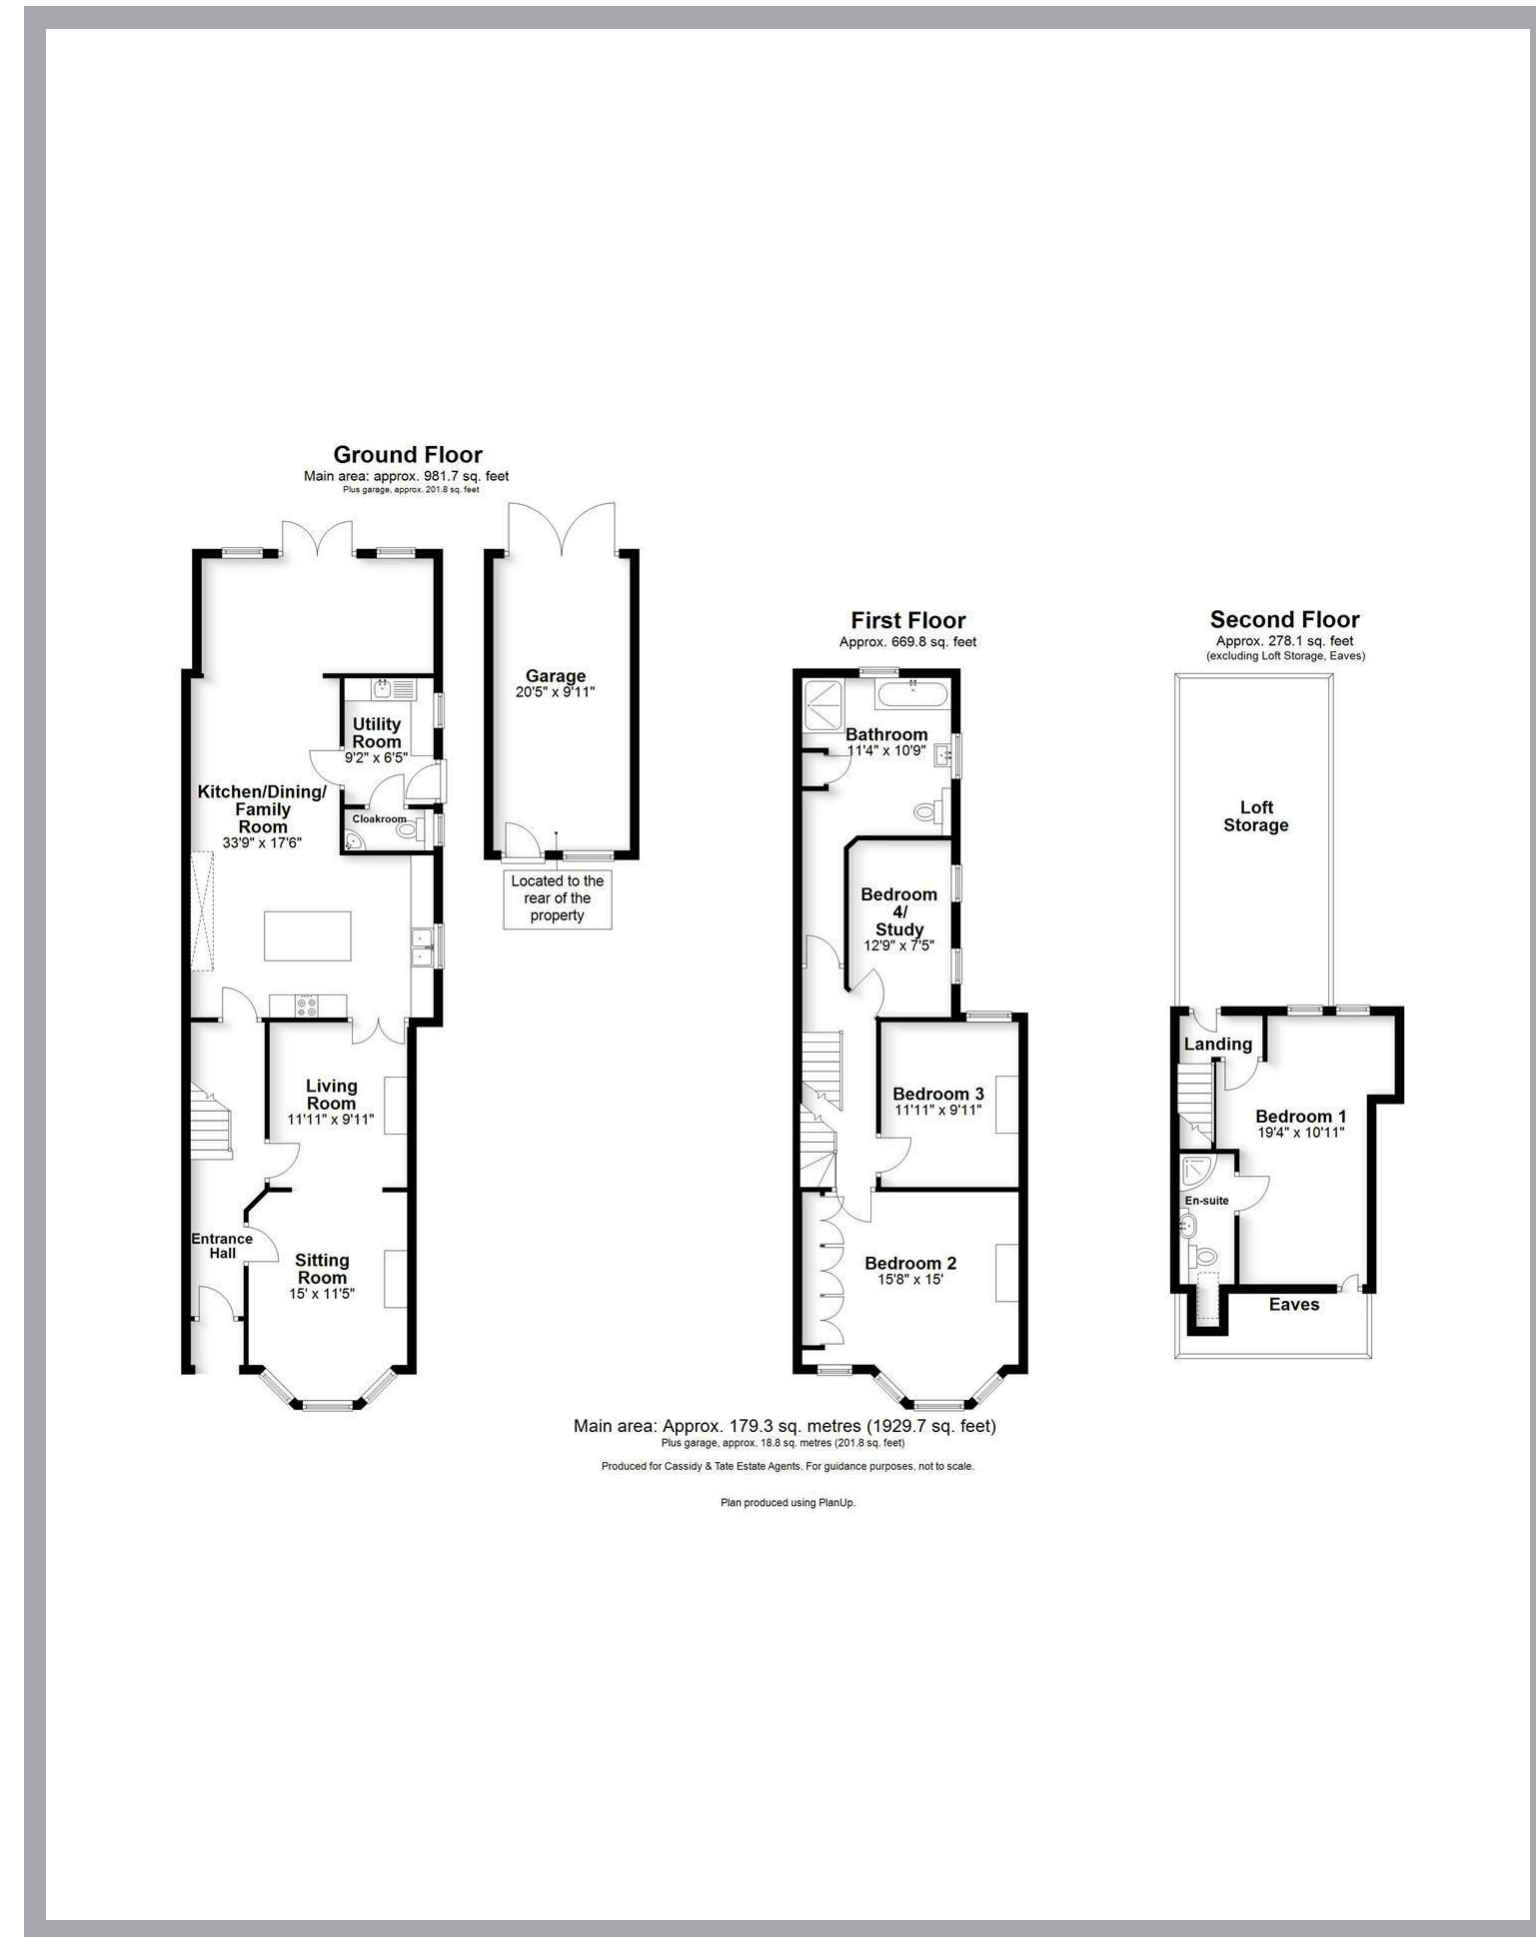 Ground Floor
Main area: approx. 981.7 sq. feet
Plus garage, approx. 201.8 sq. feet
Utility
Room
9'2" x 6'5"
Kitchen/Dining/
Family
Room
33'9" x 17'6"
Cloakroom
Living
Room
11'11" x 9'11"
Entrance
Hall
Sitting
Room
15' x 11'5"
Garage
20'5" x 9'11"
Located to the
rear of the
property
First Floor
Approx. 669.8 sq. feet
Bathroom
11'4" x 10'9"
Bedroom
4/
Study
12'9" x 7'5"
Bedroom 3
11'11" x 9'11"
Bedroom 2
15'8" x 15'
Second Floor
Approx. 278.1 sq. feet
(excluding Loft Storage, Eaves)
Loft
Storage
Landing
Bedroom 1
19'4" x 10'11"
En-suite
Eaves
Main area: Approx. 179.3 sq. metres (1929.7 sq. feet)
Plus garage, approx. 18.8 sq. metres (201.8 sq. feet)
Produced for Cassidy & Tate Estate Agents. For guidance purposes, not to scale.
Plan produced using PlanUp.